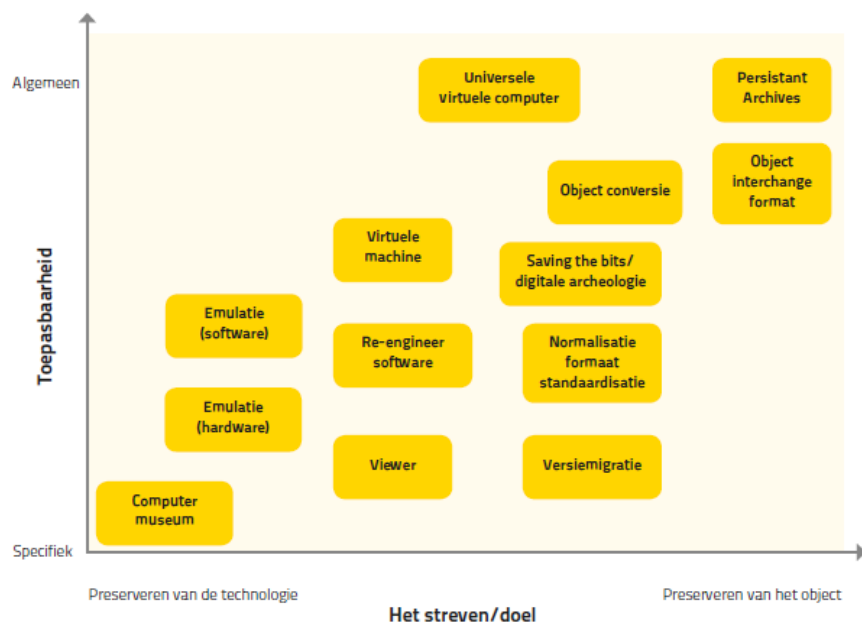 Algemeen
Universele
virtuele computer
Persistant
Archives
Object
interchange
format
Object conversie
Virtuele
machine
Saving the bits/
digitale archeologie
Toepasbaarheid
Emulatie
(software)
Re-engineer
software
Normalisatie
formaat
standaardisatie
Emulatie
(hardware)
Viewer
Versiemigratie
Computer
museum
Specifiek
Preserveren van de technologie
Preserveren van het object
Het streven/doel